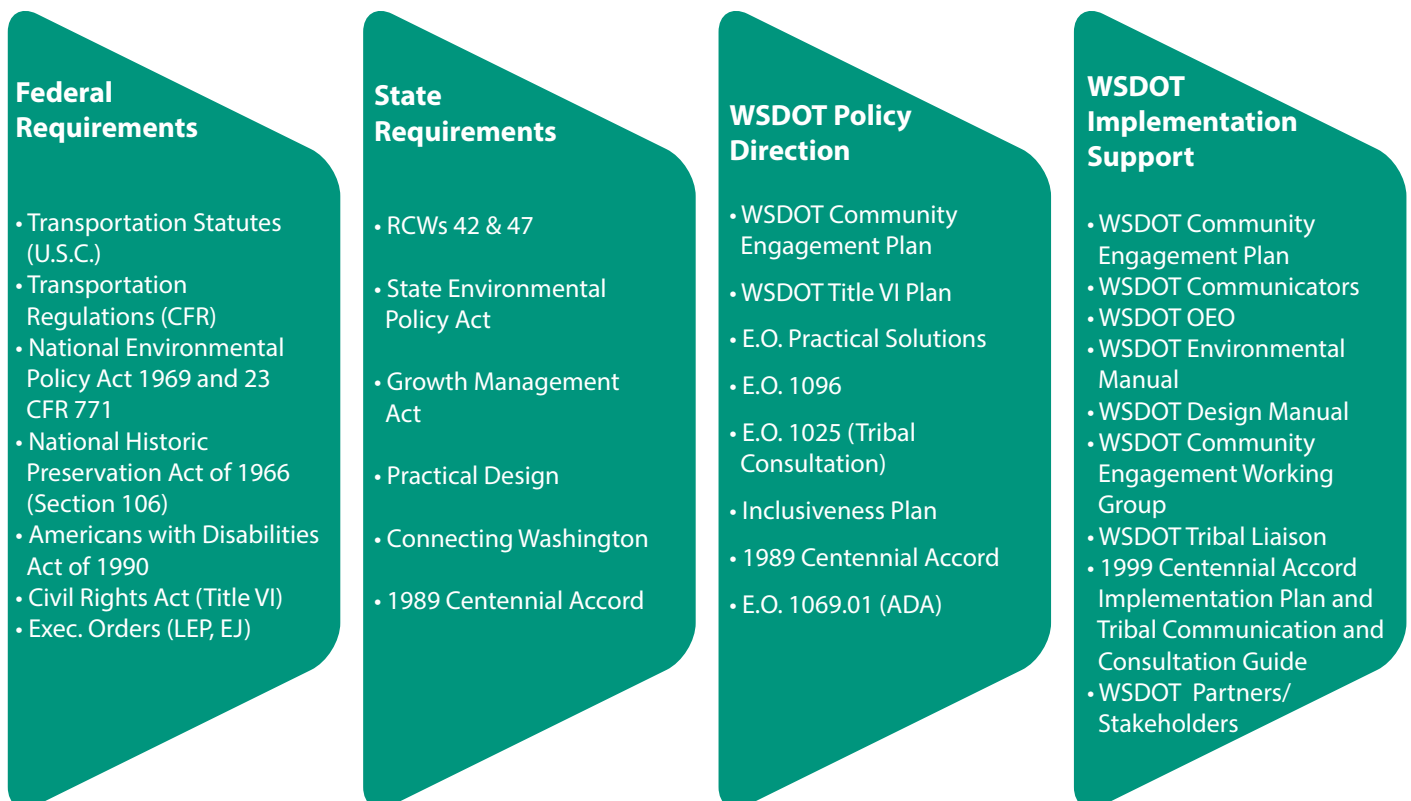 Federal
Requirements
• Transportation Statutes
(U.S.C.)
• Transportation
Regulations (CFR)
• National Environmental
Policy Act 1969 and 23
CFR 771
• National Historic
Preservation Act of 1966
(Section 106)
• Americans with Disabilities
Act of 1990
• Civil Rights Act (Title VI)
• Exec. Orders (LEP, EJ)
State
Requirements
• RCWs 42 & 47
• State Environmental
Policy Act
• Growth Management
Act
• Practical Design
• Connecting Washington
• 1989 Centennial Accord
WSDOT Policy
Direction
• WSDOT Community
Engagement Plan
• WSDOT Title VI Plan
• E.O. Practical Solutions
• E.O. 1096
• E.O. 1025 (Tribal
Consultation)
• Inclusiveness Plan
• 1989 Centennial Accord
• E.O. 1069.01 (ADA)
WSDOT
Implementation
Support
• WSDOT Community
Engagement Plan
• WSDOT Communicators
• WSDOT OEO
• WSDOT Environmental
Manual
• WSDOT Design Manual
• WSDOT Community
Engagement Working
Group
• WSDOT Tribal Liaison
• 1999 Centennial Accord
Implementation Plan and
Tribal Communication and
Consultation Guide
• WSDOT Partners/
Stakeholders